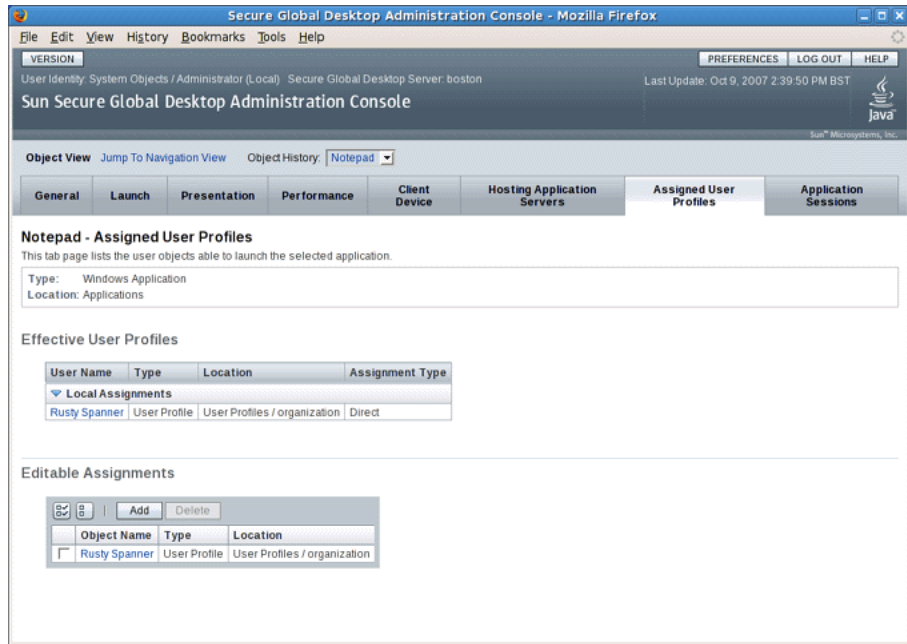 Secure Global Desktop Administration Console - Mozilla Firefox
File Edit View History Bookmarks Tools Help
VERSION PREFERENCES LOG OUT HELP
User Identity: System Objects / Administrator (Local) Secure Global Desktop Server: boston Last Update: Oct 9, 2007 2:39:50 PM BST
Sun Secure Global Desktop Administration Console
Java
Sun™ Microsystems, Inc.
Object View Jump To Navigation View Object History: Notepad
General Launch Presentation Performance Client Device Hosting Application Servers Assigned User Profiles Application Sessions
Notepad - Assigned User Profiles
This tab page lists the user objects able to launch the selected application.
Type: Windows Application
Location: Applications
Effective User Profiles
User Name Type Location Assignment Type
Local Assignments
Rusty Spanner User Profile User Profiles / organization Direct
Editable Assignments
Add Delete
Object Name Type Location
Rusty Spanner User Profile User Profiles / organization